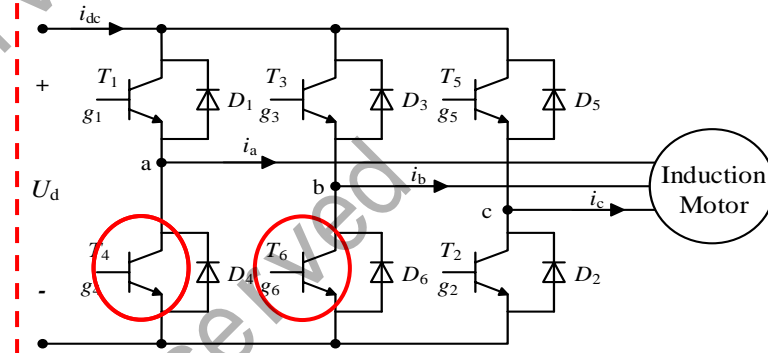 i_dc
+ T_1 T_3 T_5
g_1 D_1 g_3 D_3 g_5 D_5
a i_a
U_d b i_b Induction
c i_c Motor
T_4 T_6 T_2
- g_4 D_4 g_6 D_6 g_2 D_2
served